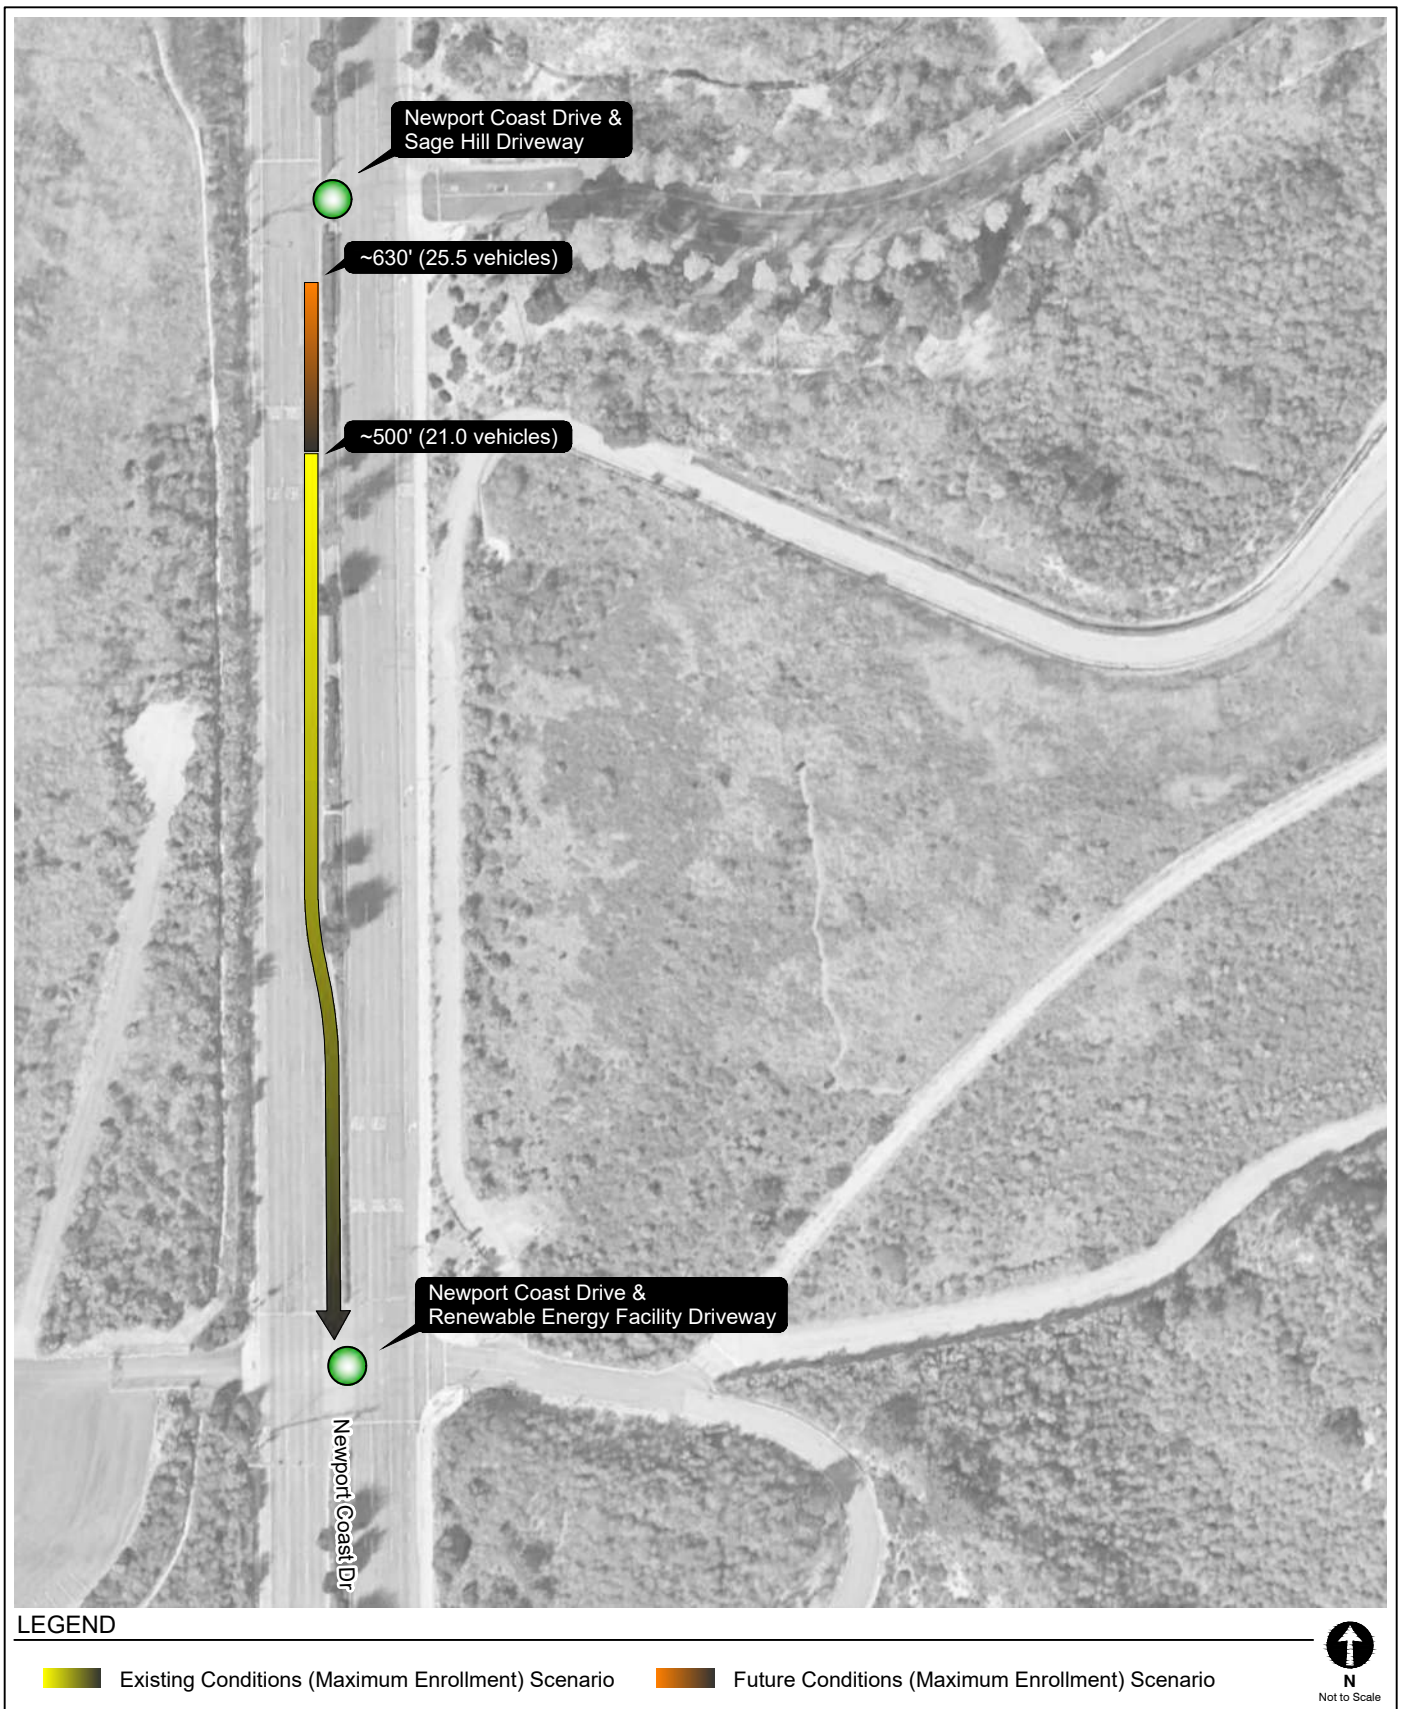 Newport Coast Drive &
Sage Hill Driveway
~630' (25.5 vehicles)
~500' (21.0 vehicles)
Newport Coast Drive &
Renewable Energy Facility Driveway
Newport Coast Dr
LEGEND
Existing Conditions (Maximum Enrollment) Scenario
Future Conditions (Maximum Enrollment) Scenario
N
Not to Scale